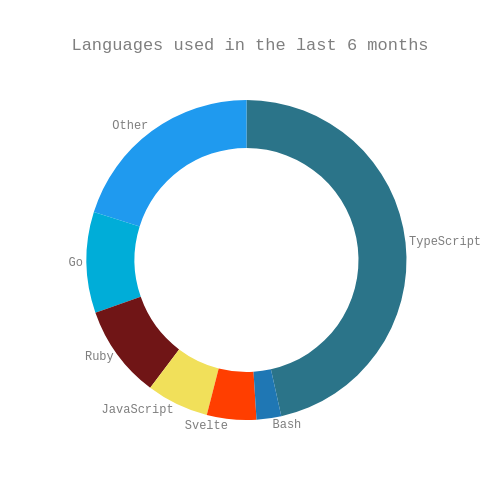 Languages used in the last 6 months
Other
TypeScript
Go
Ruby
JavaScript
Svelte
Bash